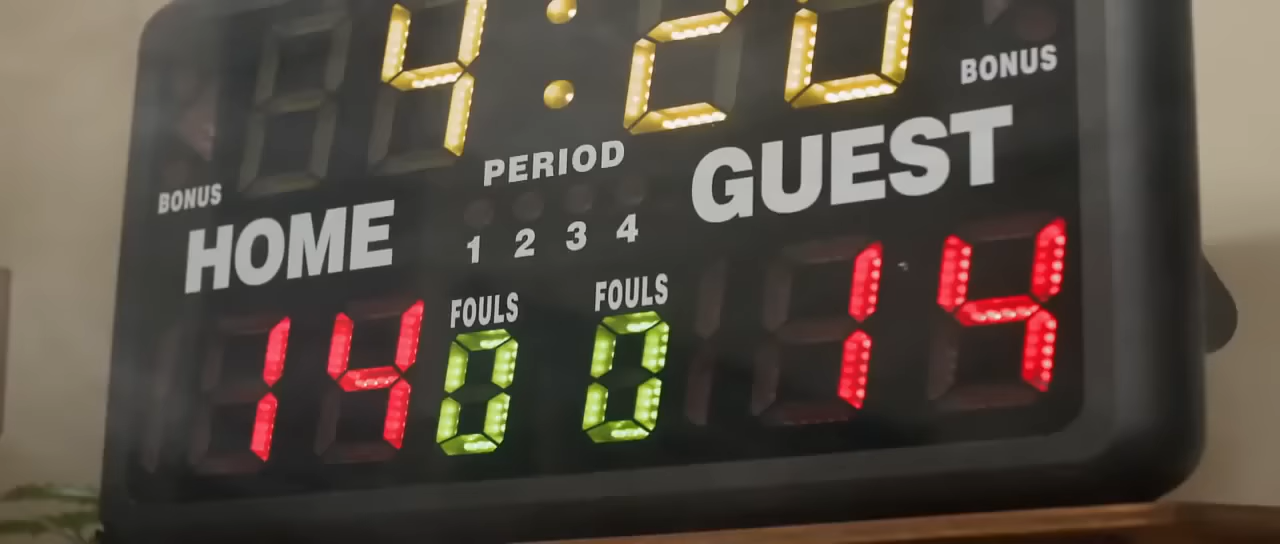 4:20
BONUS
PERIOD
BONUS
HOME
GUEST
1 2 3 4
FOULS FOULS
14 0 0 14